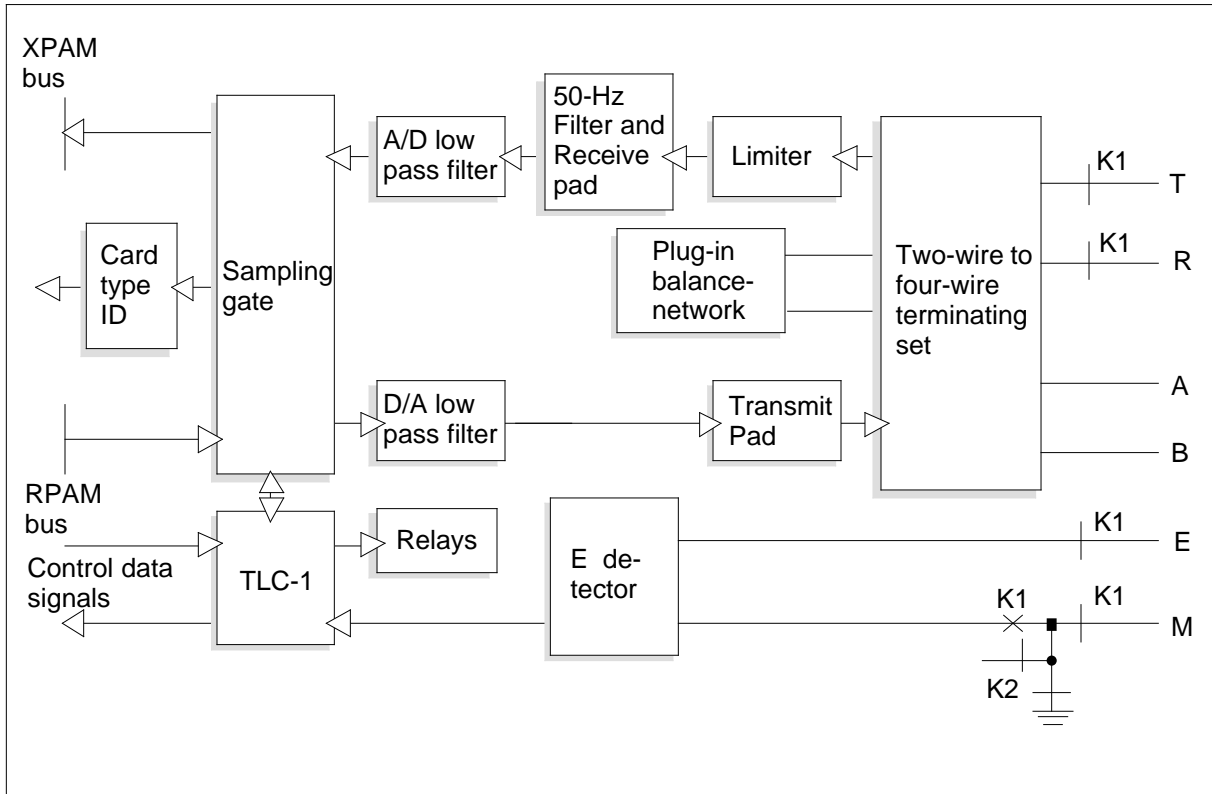 XPAM
bus
50-Hz
Filter and
Receive
pad
A/D low
pass filter
Limiter
K1
T
Card
type
ID
Sampling
gate
Plug-in
balance-
network
Two-wire to
four-wire
terminating
set
K1
R
A
D/A low
pass filter
Transmit
Pad
B
RPAM
bus
Control data
signals
TLC-1
Relays
E de-
tector
K1
E
K1
K1
M
K2